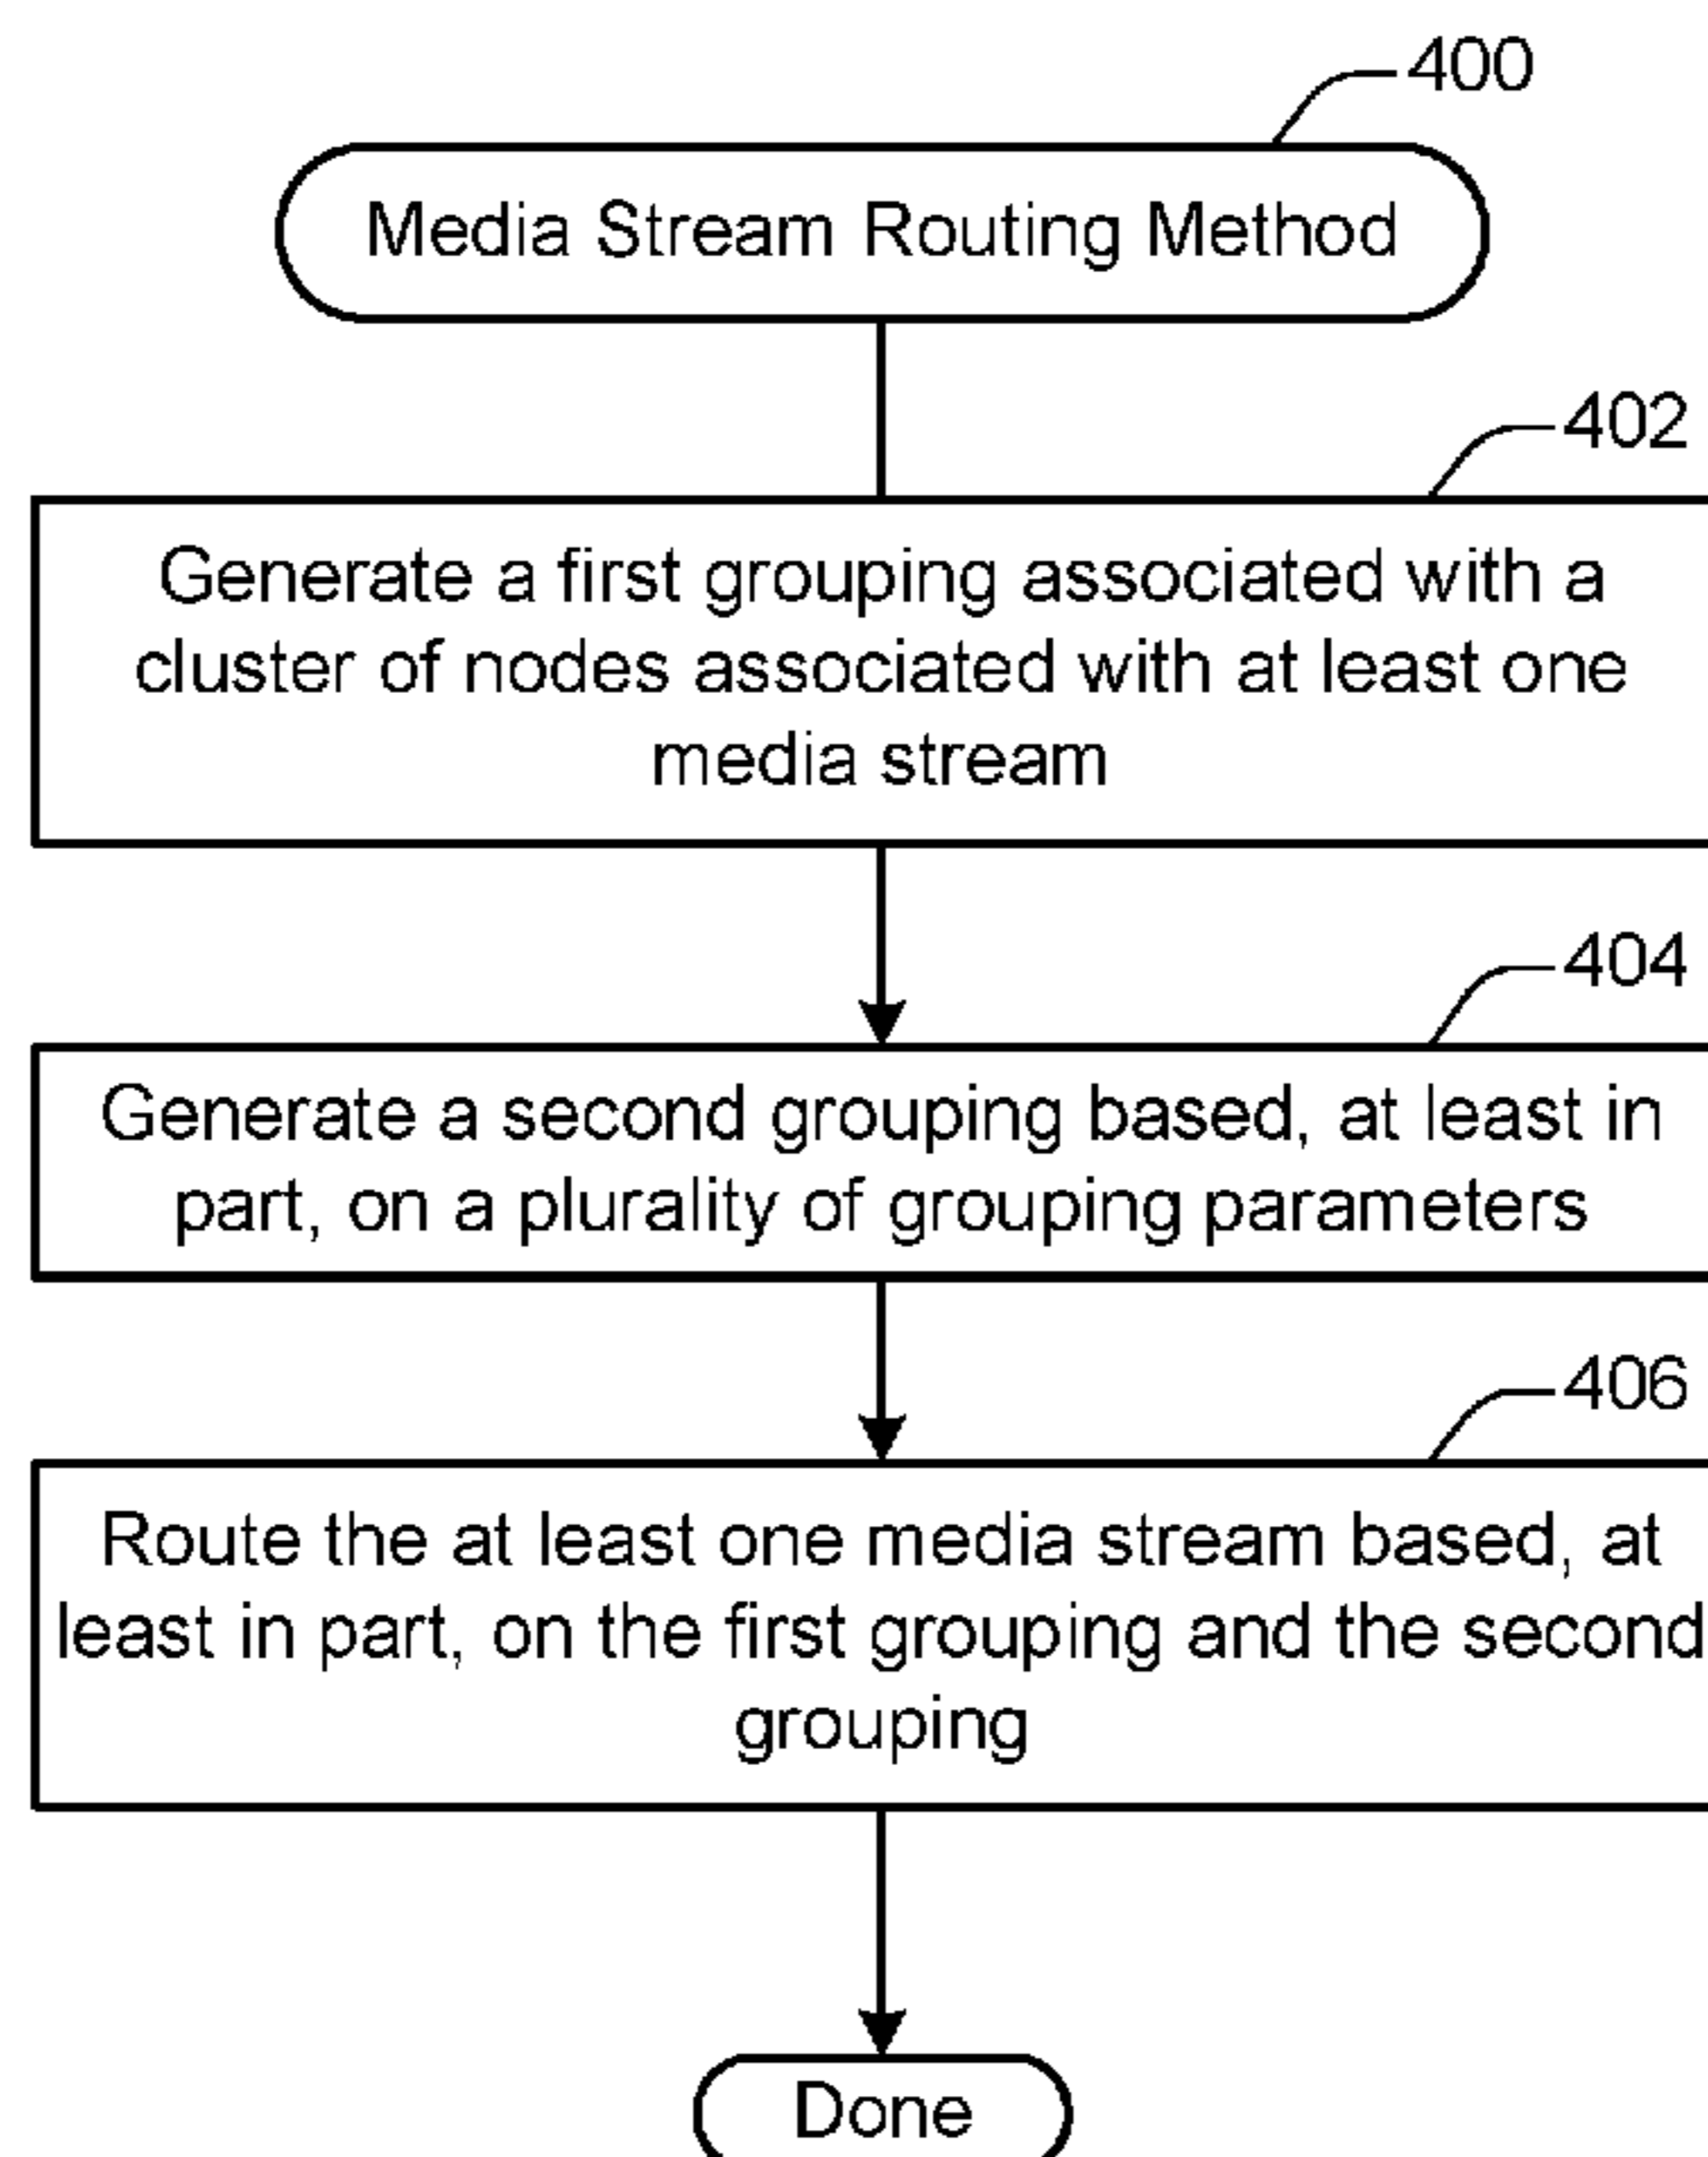 400
Media Stream Routing Method
402
Generate a first grouping associated with a
cluster of nodes associated with at least one
media stream
404
Generate a second grouping based, at least in
part, on a plurality of grouping parameters
406
Route the at least one media stream based, at
least in part, on the first grouping and the second
grouping
Done